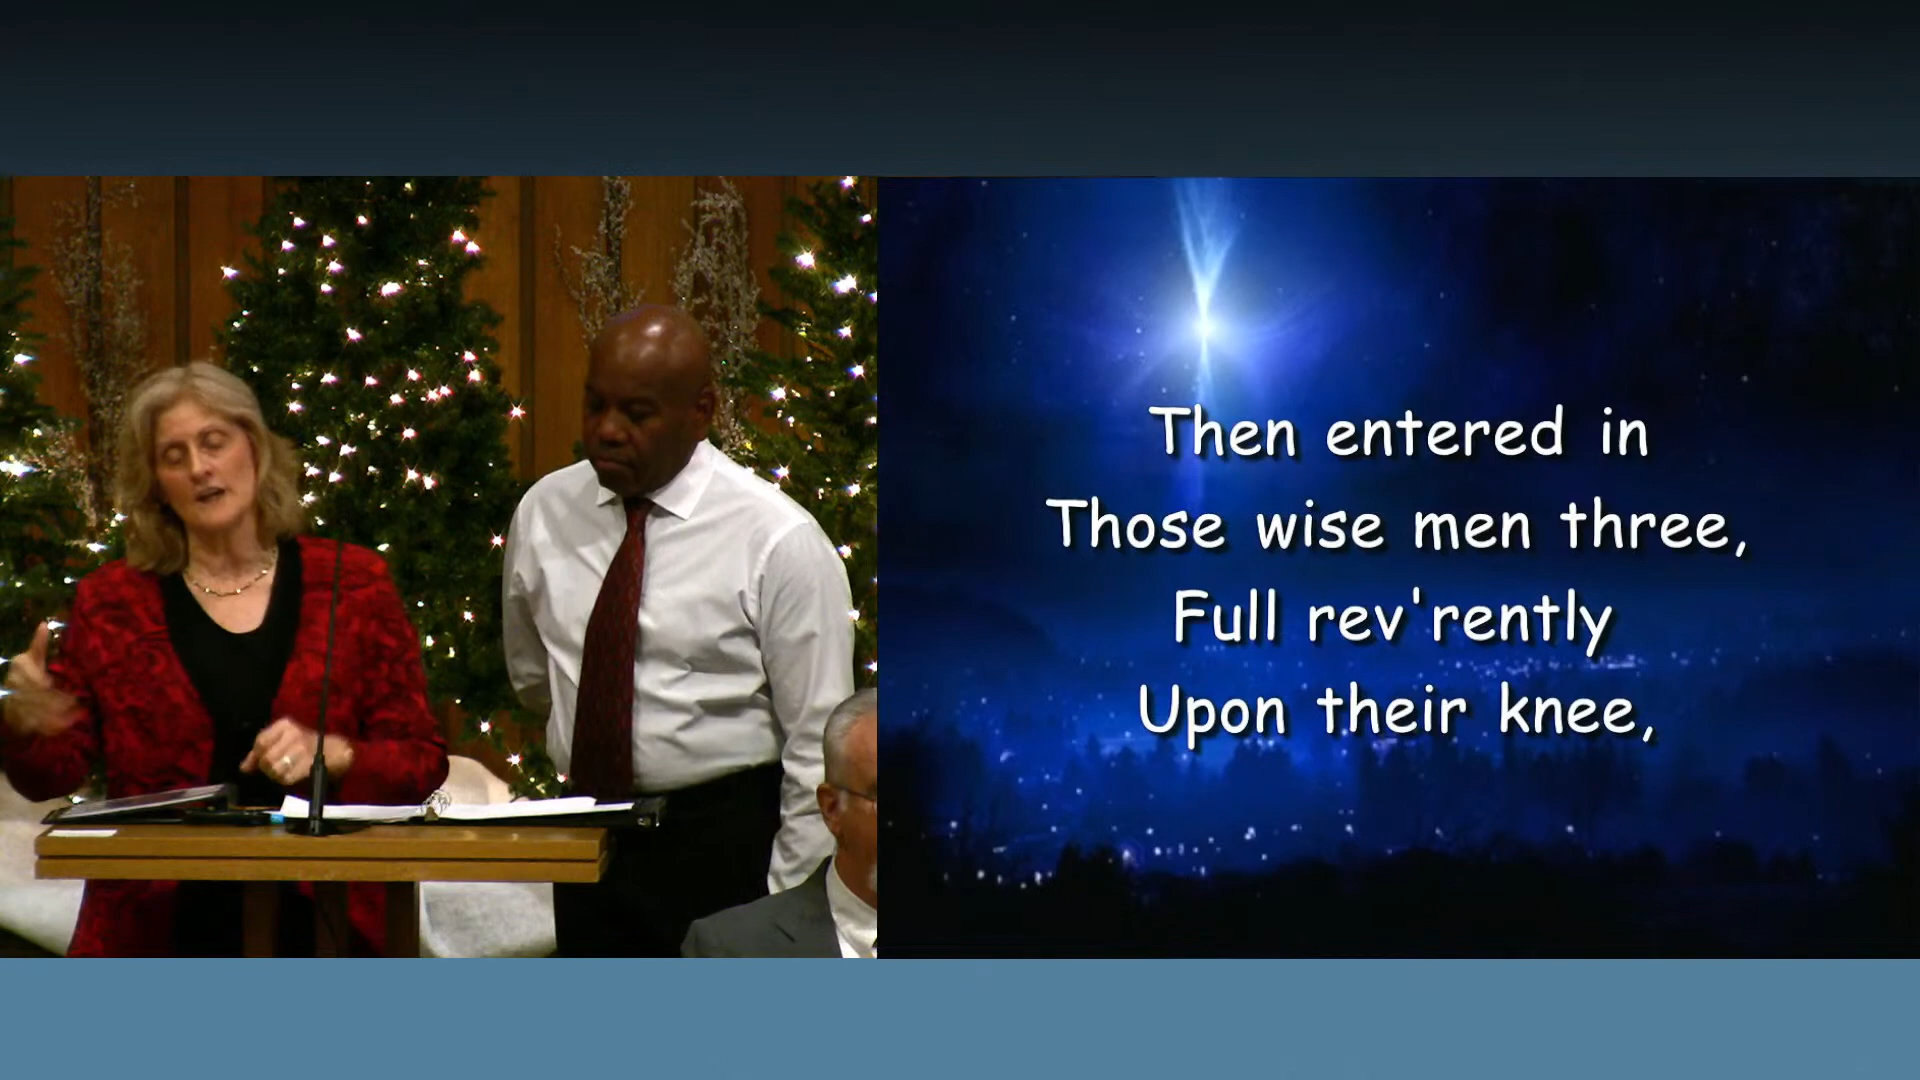 Then entered in
Those wise men three,
Full rev'rently
Upon their knee,